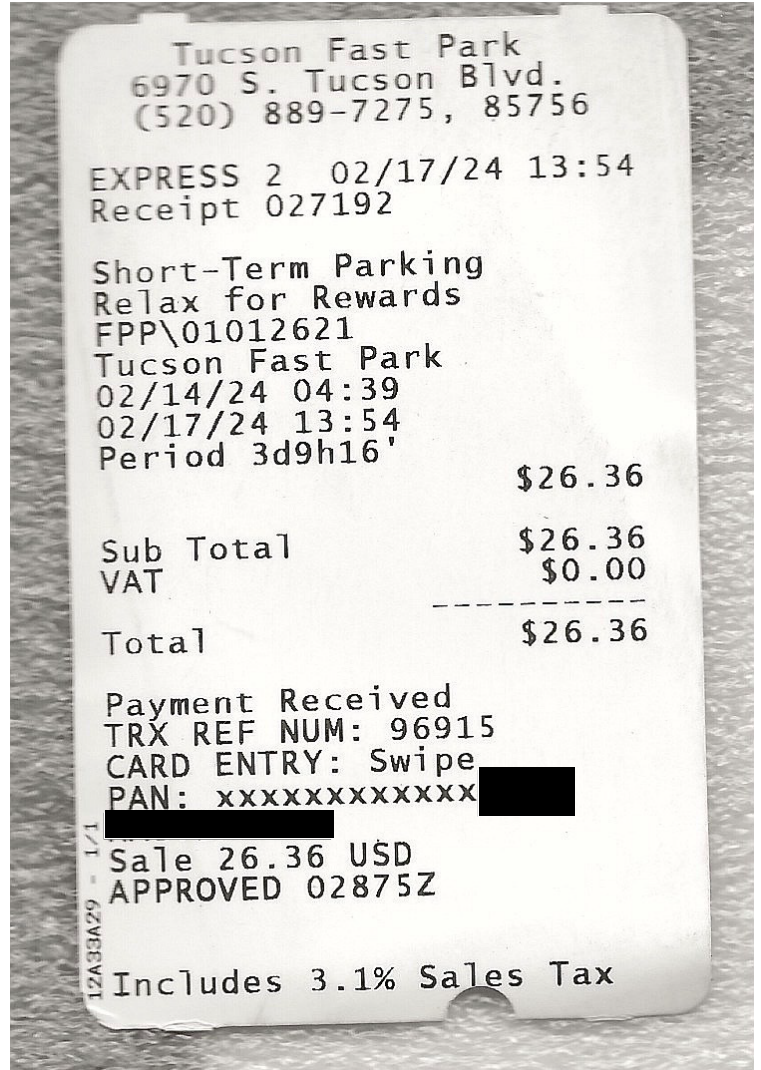 Tucson Fast Park
6970 S. Tucson Blvd.
(520) 889-7275, 85756
EXPRESS 2 02/17/24 13:54
Receipt 027192
Short-Term Parking
Relax for Rewards
FPP\01012621
Tucson Fast Park
02/14/24 04:39
02/17/24 13:54
Period 3d9h16'
$26.36
Sub Total $26.36
VAT $0.00
----------
Total $26.36
Payment Received
TRX REF NUM: 96915
CARD ENTRY: Swipe
PAN: xxxxxxxxxxxx
Sale 26.36 USD
APPROVED 02875Z
Includes 3.1% Sales Tax
12A33A29 - 1/1